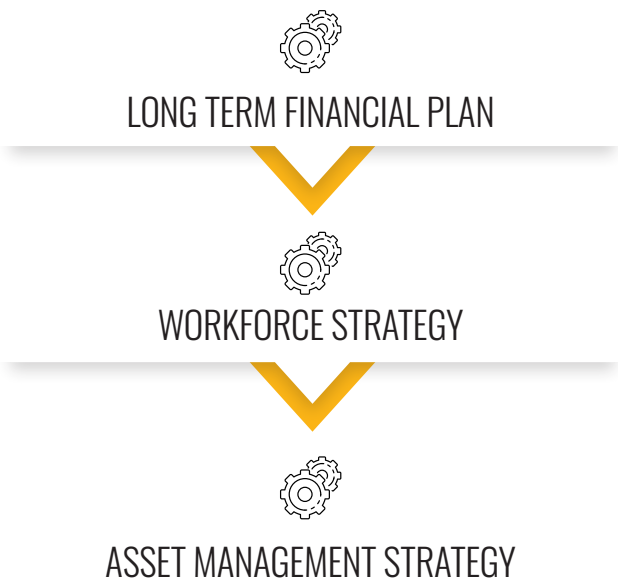 LONG TERM FINANCIAL PLAN
WORKFORCE STRATEGY
ASSET MANAGEMENT STRATEGY